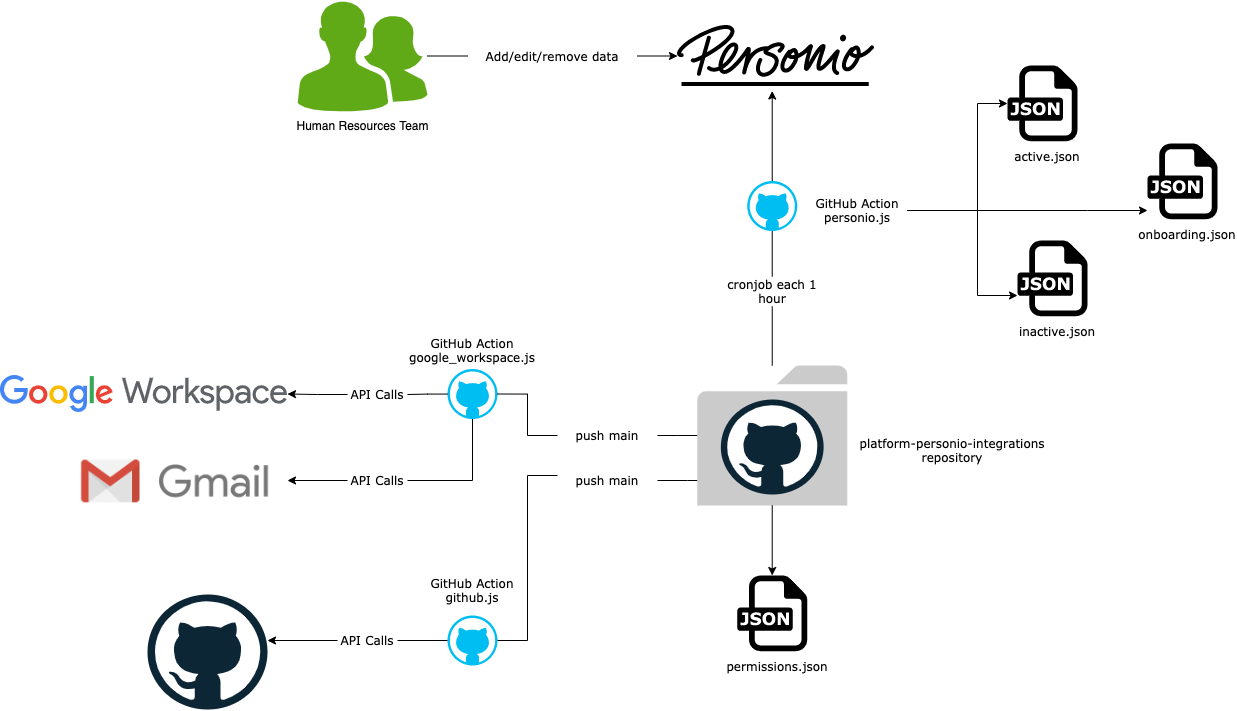 Add/edit/remove data
Personio
Human Resources Team
JSON
active.json
JSON
onboarding.json
GitHub Action
personio.js
JSON
inactive.json
cronjob each 1
hour
GitHub Action
google_workspace.js
Google Workspace
API Calls
push main
platform-personio-integrations
repository
Gmail
API Calls
push main
GitHub Action
github.js
API Calls
JSON
permissions.json